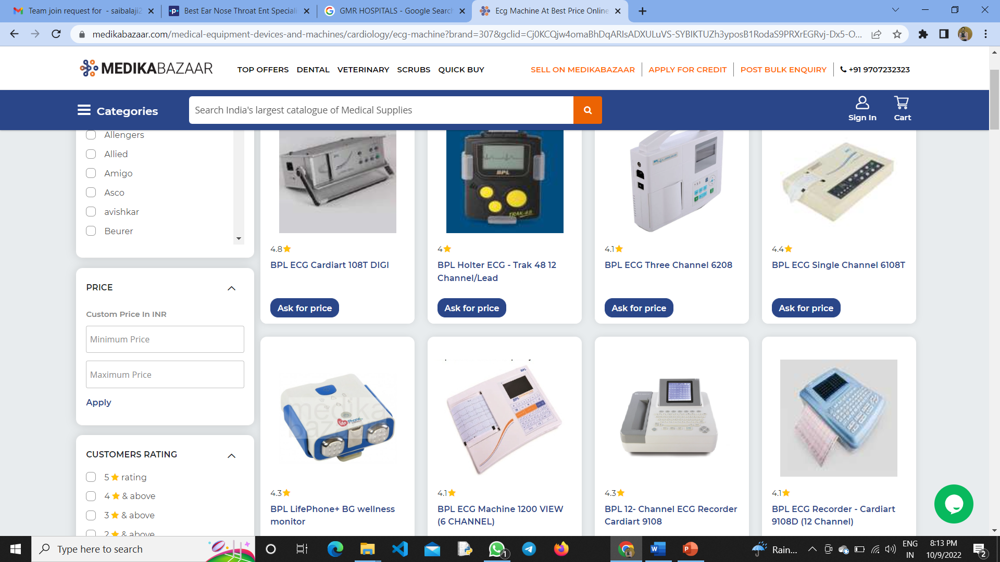 Team join request for - saibalaji2
Best Ear Nose Throat Ent Speciali
GMR HOSPITALS - Google Search
Ecg Machine At Best Price Online
medikabazaar.com/medical-equipment-devices-and-machines/cardiology/ecg-machine?brand=307&gclid=Cj0KCQjw4omaBhDqARIsADXULuVS-SYBIKTUZh3yposB1RodaS9PRXrEGRvj-Dx5-O...
MEDIKABAZAAR
TOP OFFERS DENTAL VETERINARY SCRUBS QUICK BUY
SELL ON MEDIKABAZAAR APPLY FOR CREDIT POST BULK ENQUIRY +91 9707232323
Categories
Search India's largest catalogue of Medical Supplies
Sign In
Cart
Allengers
Allied
Amigo
Asco
avishkar
Beurer
PRICE
Custom Price In INR
Minimum Price
Maximum Price
Apply
CUSTOMERS RATING
5 rating
4 & above
3 & above
2 & above
BPL
TRAK-48
4.8
BPL ECG Cardiart 108T DIGI
Ask for price
4
BPL Holter ECG - Trak 48 12
Channel/Lead
Ask for price
4.1
BPL ECG Three Channel 6208
Ask for price
4.4
BPL ECG Single Channel 6108T
Ask for price
medika
life Phone
BPL
BPL
4.3
BPL LifePhone+ BG wellness
monitor
4.1
BPL ECG Machine 1200 VIEW
(6 CHANNEL)
4.3
BPL 12- Channel ECG Recorder
Cardiart 9108
4.1
BPL ECG Recorder - Cardiart
9108D (12 Channel)
Type here to search
1
Rain...
ENG
IN
8:13 PM
10/9/2022
2